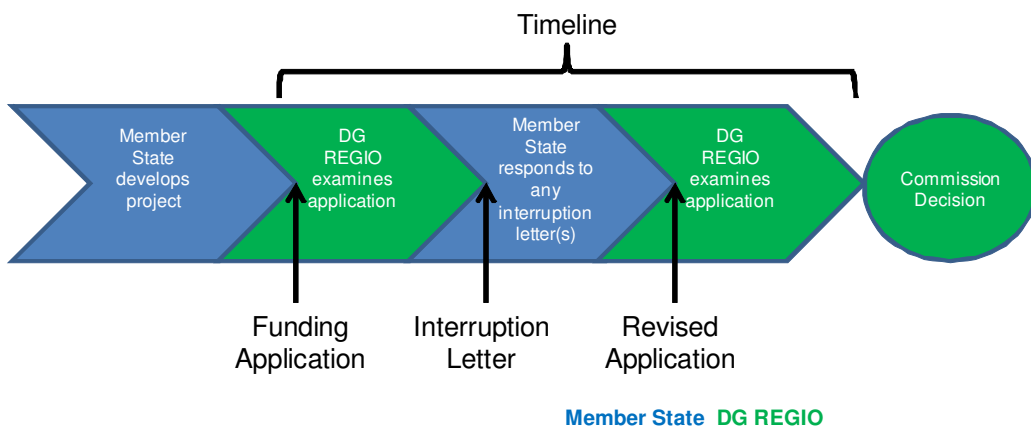 Timeline
Member
State
develops
project
DG
REGIO
examines
application
Member
State
responds to
any
interruption
letter(s)
DG
REGIO
examines
application
Commission
Decision
Funding
Application
Interruption
Letter
Revised
Application
Member State DG REGIO